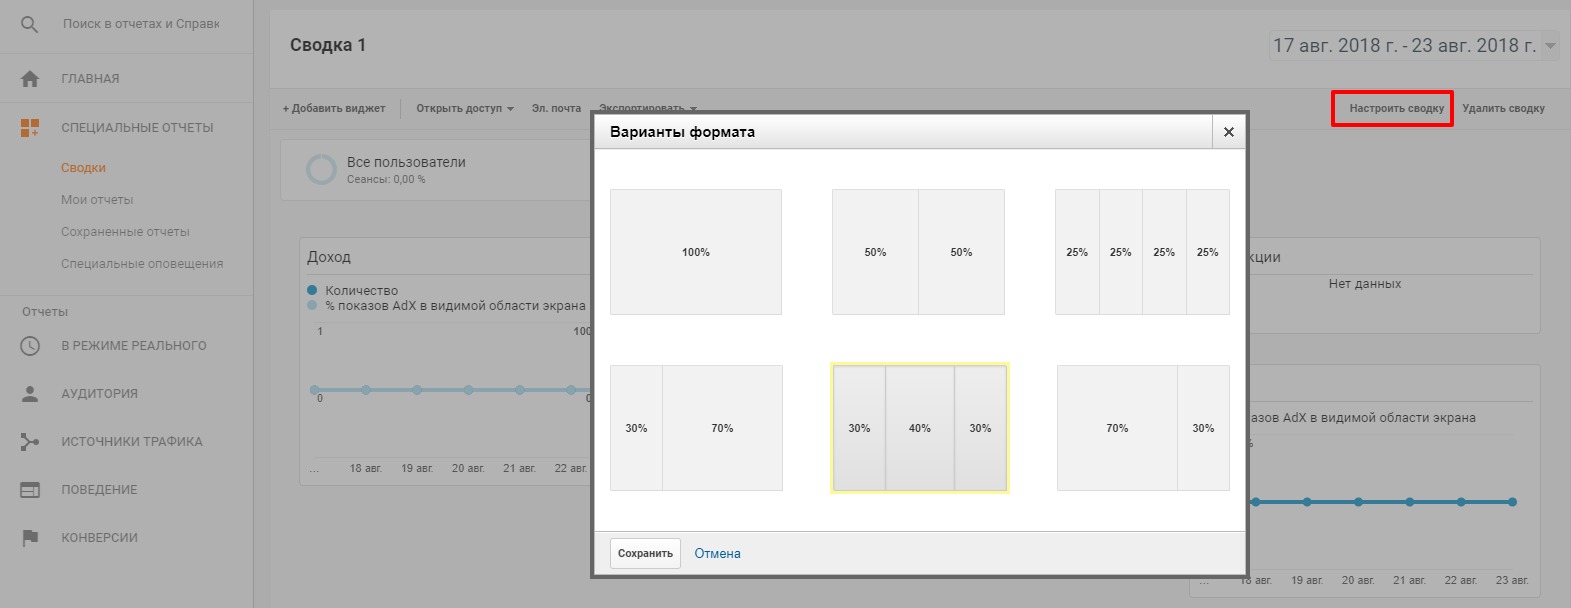 Поиск в отчетах и Справк
ГЛАВНАЯ
СПЕЦИАЛЬНЫЕ ОТЧЕТЫ
Сводки
Мои отчеты
Сохраненные отчеты
Специальные оповещения
Отчеты
В РЕЖИМЕ РЕАЛЬНОГО
АУДИТОРИЯ
ИСТОЧНИКИ ТРАФИКА
ПОВЕДЕНИЕ
КОНВЕРСИИ
Сводка 1
17 авг. 2018 г. - 23 авг. 2018 г.
+ Добавить виджет Открыть доступ Эл. почта Экспортировать Настроить сводку Удалить сводку
Все пользователи
Сеансы: 0,00 %
Доход
Количество
% показов AdX в видимой области экрана
1 100
0 0
... 18 авг. 19 авг. 20 авг. 21 авг. 22 авг.
Варианты формата
100% 50% 50% 25% 25% 25% 25%
30% 70% 30% 40% 30% 70% 30%
Сохранить Отмена
кции
Нет данных
азов AdX в видимой области экрана
%
... 18 авг. 19 авг. 20 авг. 21 авг. 22 авг. 23 авг.